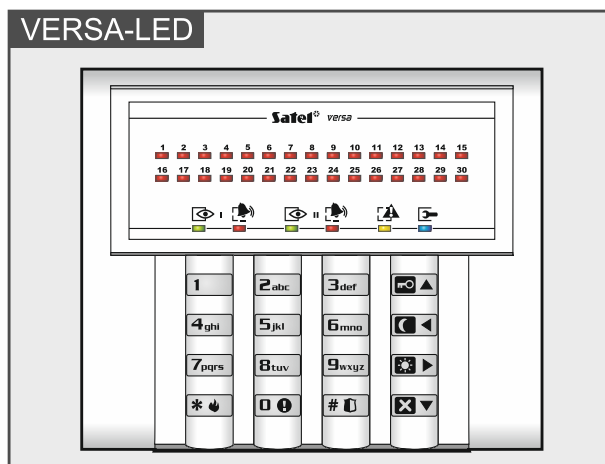 VERSA-LED
Satel versa
1 2 3 4 5 6 7 8 9 10 11 12 13 14 15
16 17 18 19 20 21 22 23 24 25 26 27 28 29 30
I II
1 2abc 3def
4ghi 5jkl 6mno
7pqrs 8tuv 9wxyz
* 0 #